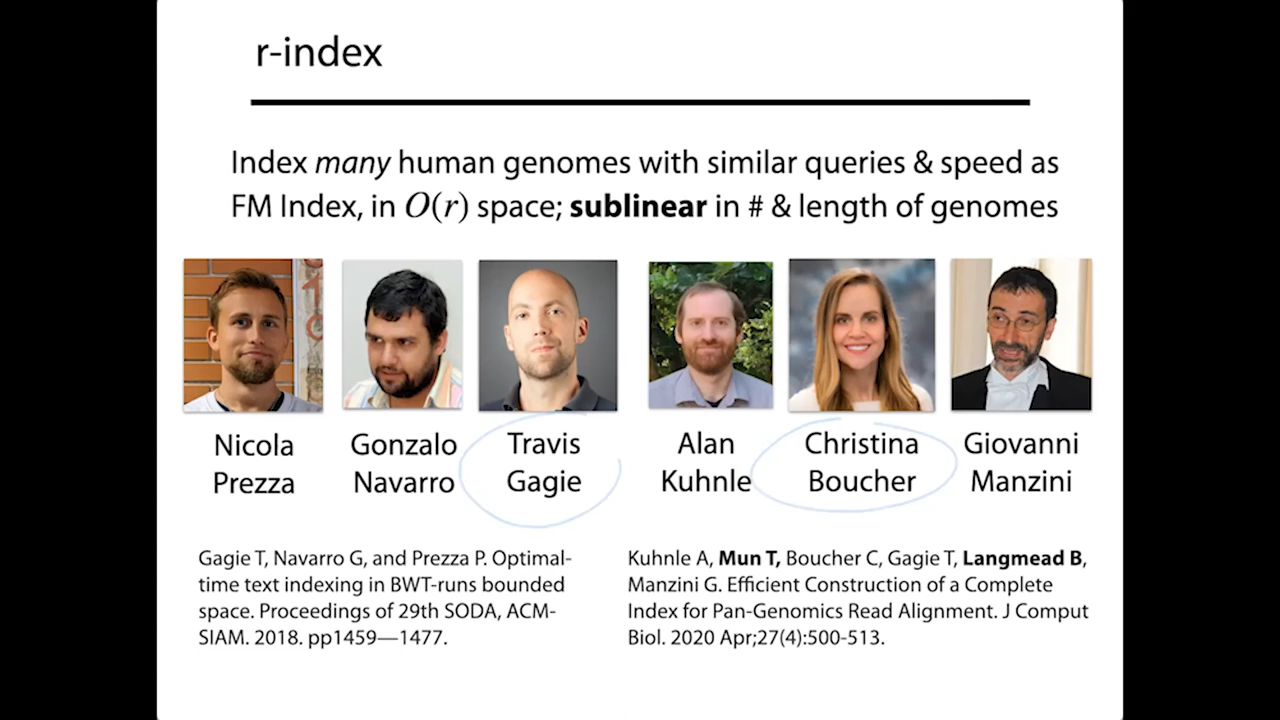 r-index
Index many human genomes with similar queries & speed as
FM Index, in O(r) space; sublinear in # & length of genomes
Nicola
Prezza
Gonzalo
Navarro
Travis
Gagie
Alan
Kuhnle
Christina
Boucher
Giovanni
Manzini
Gagie T, Navarro G, and Prezza P. Optimal-
time text indexing in BWT-runs bounded
space. Proceedings of 29th SODA, ACM-
SIAM. 2018. pp1459—1477.
Kuhnle A, Mun T, Boucher C, Gagie T, Langmead B,
Manzini G. Efficient Construction of a Complete
Index for Pan-Genomics Read Alignment. J Comput
Biol. 2020 Apr;27(4):500-513.